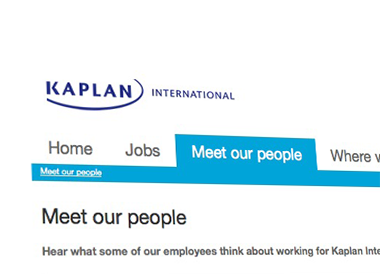 KAPLAN INTERNATIONAL
Home Jobs Meet our people Where
Meet our people
Meet our people
Hear what some of our employees think about working for Kaplan